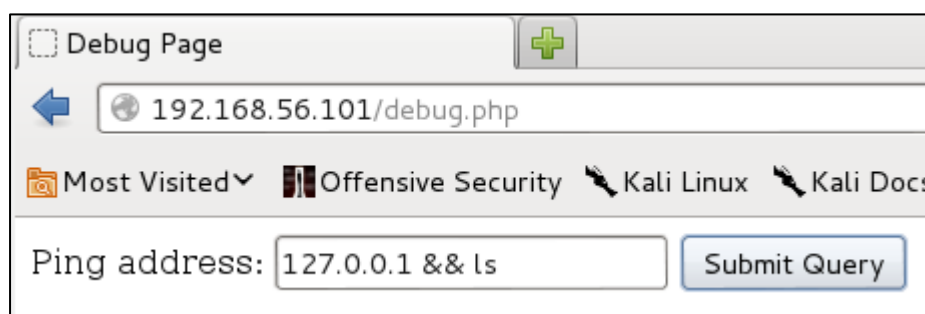 Debug Page
192.168.56.101/debug.php
Most Visited Offensive Security Kali Linux Kali Docs
Ping address: 127.0.0.1 && ls Submit Query